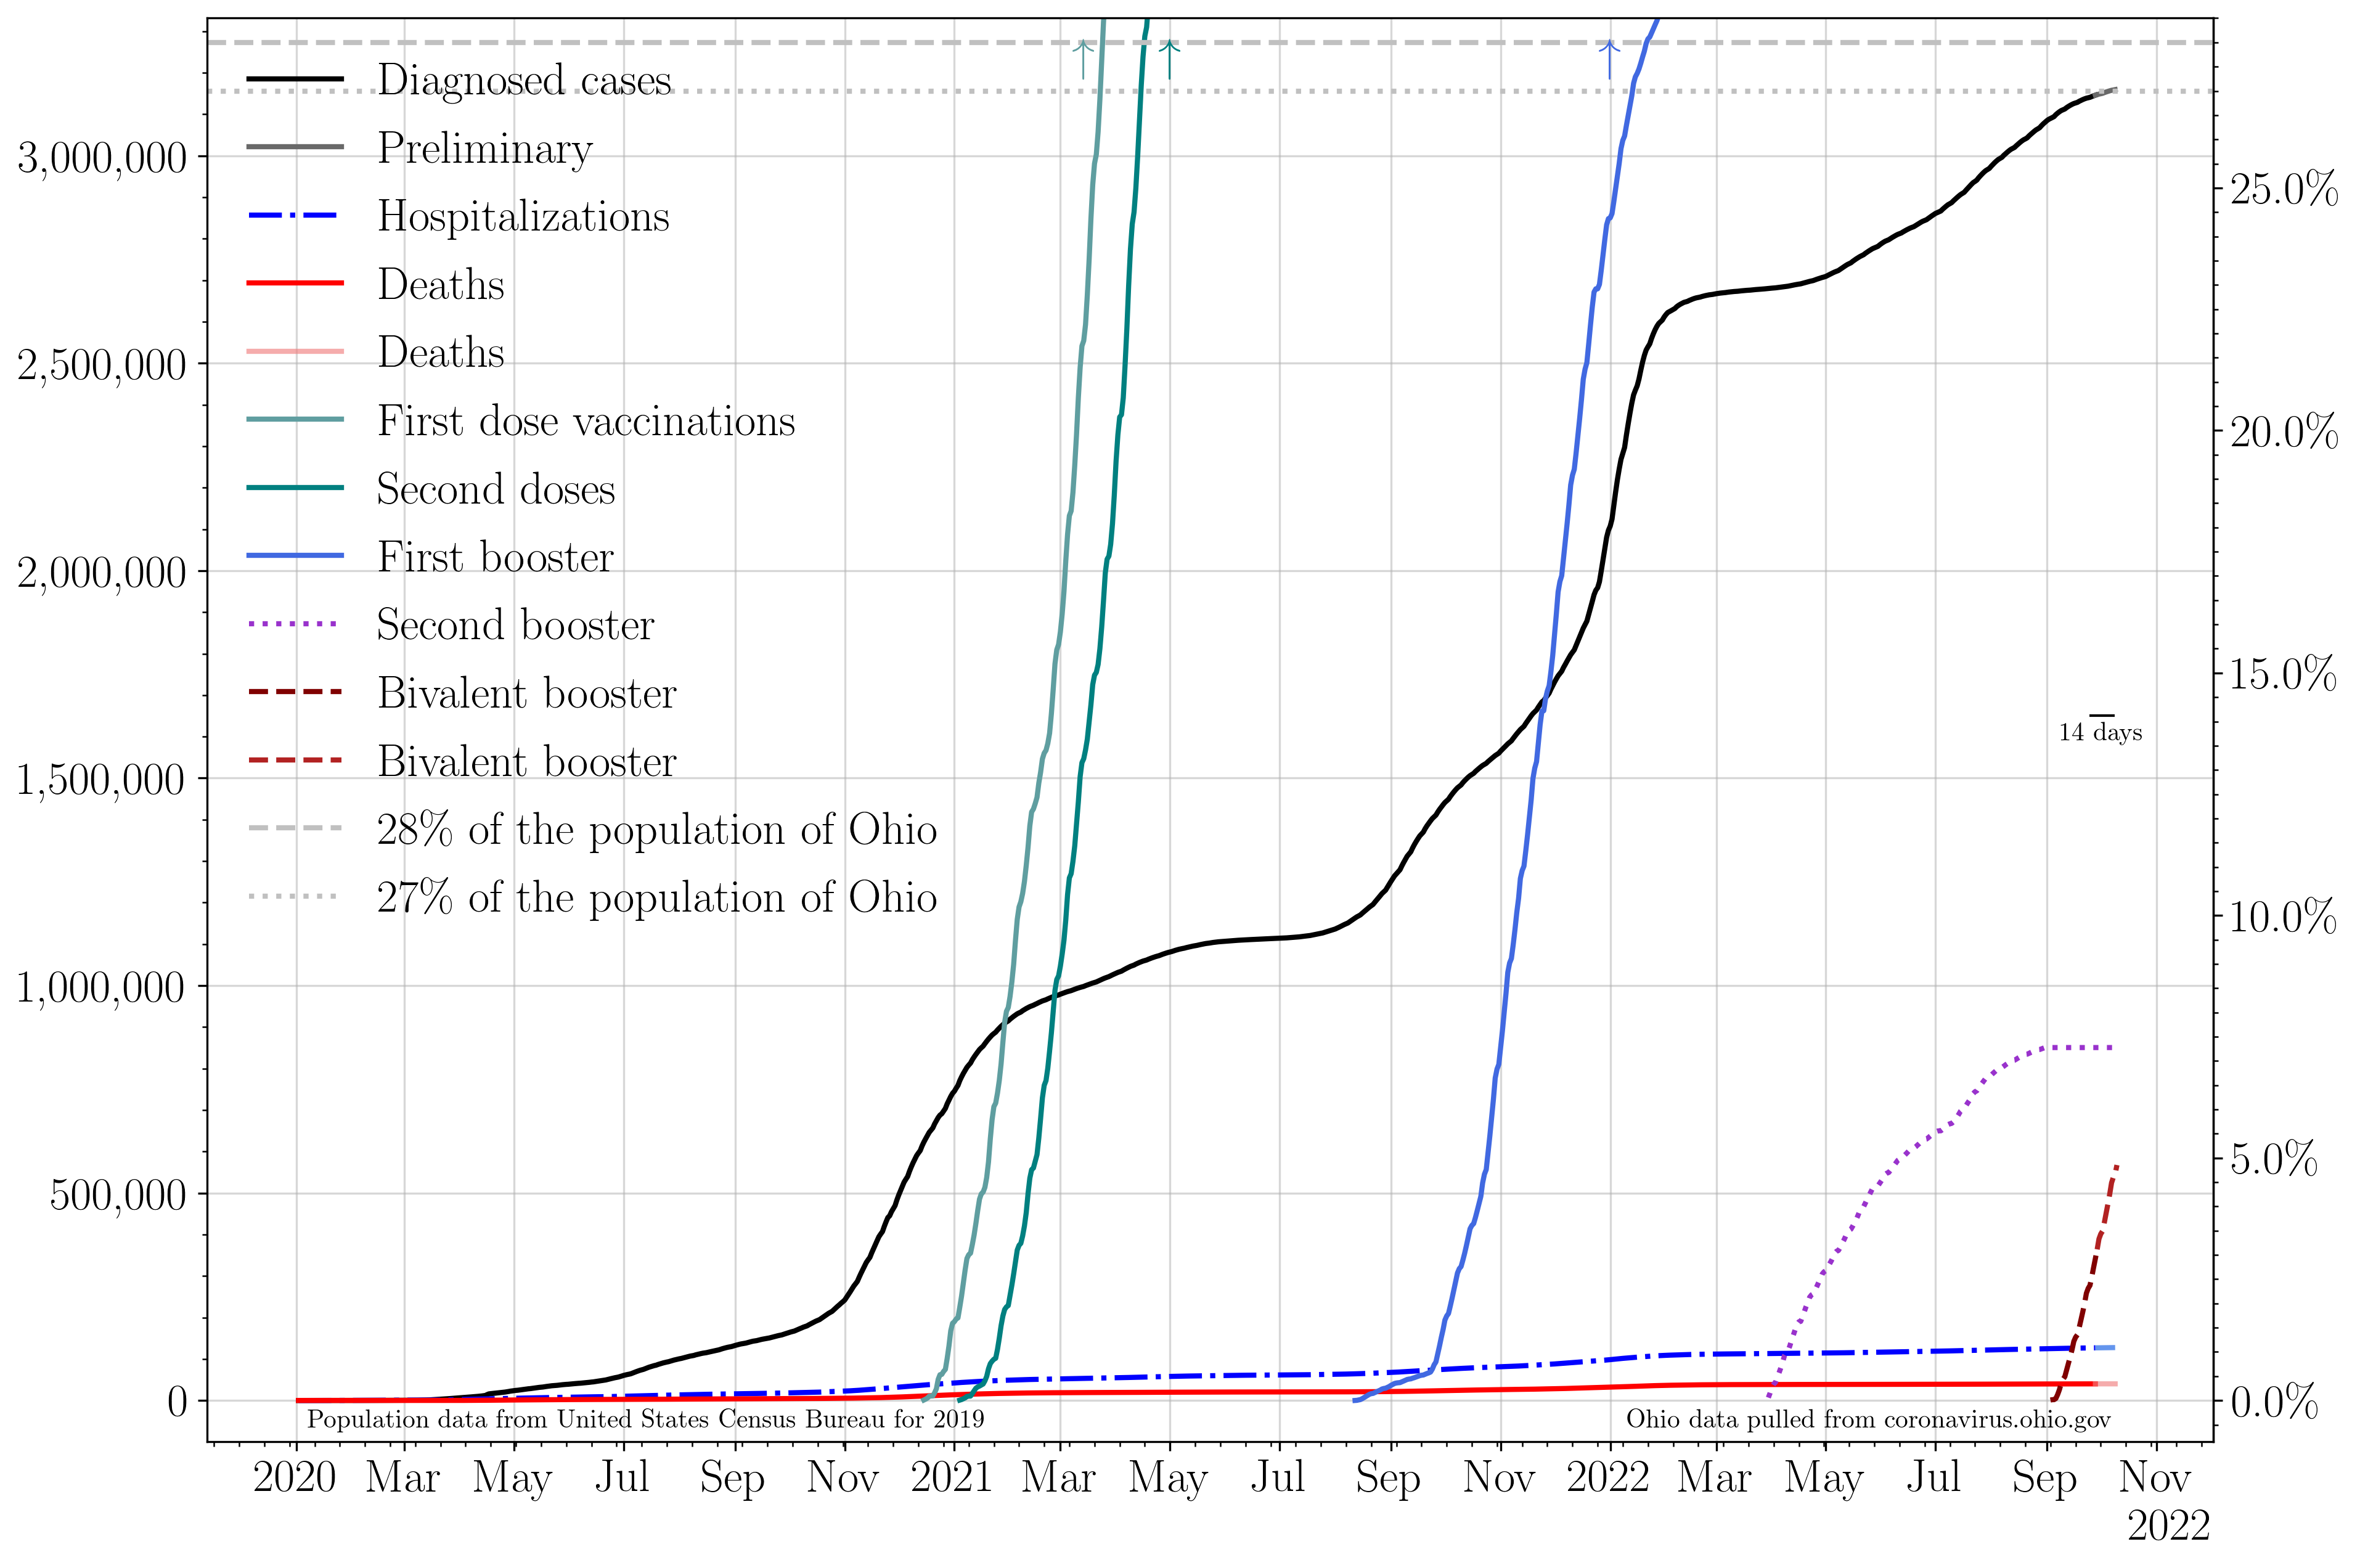 Diagnosed cases
Preliminary
Hospitalizations
Deaths
Deaths
First dose vaccinations
Second doses
First booster
Second booster
Bivalent booster
Bivalent booster
28% of the population of Ohio
27% of the population of Ohio
3,000,000
2,500,000
2,000,000
1,500,000
1,000,000
500,000
0
25.0%
20.0%
15.0%
10.0%
5.0%
0.0%
14 days
Population data from United States Census Bureau for 2019
Ohio data pulled from coronavirus.ohio.gov
2020 Mar May Jul Sep Nov 2021 Mar May Jul Sep Nov 2022 Mar May Jul Sep Nov
2022